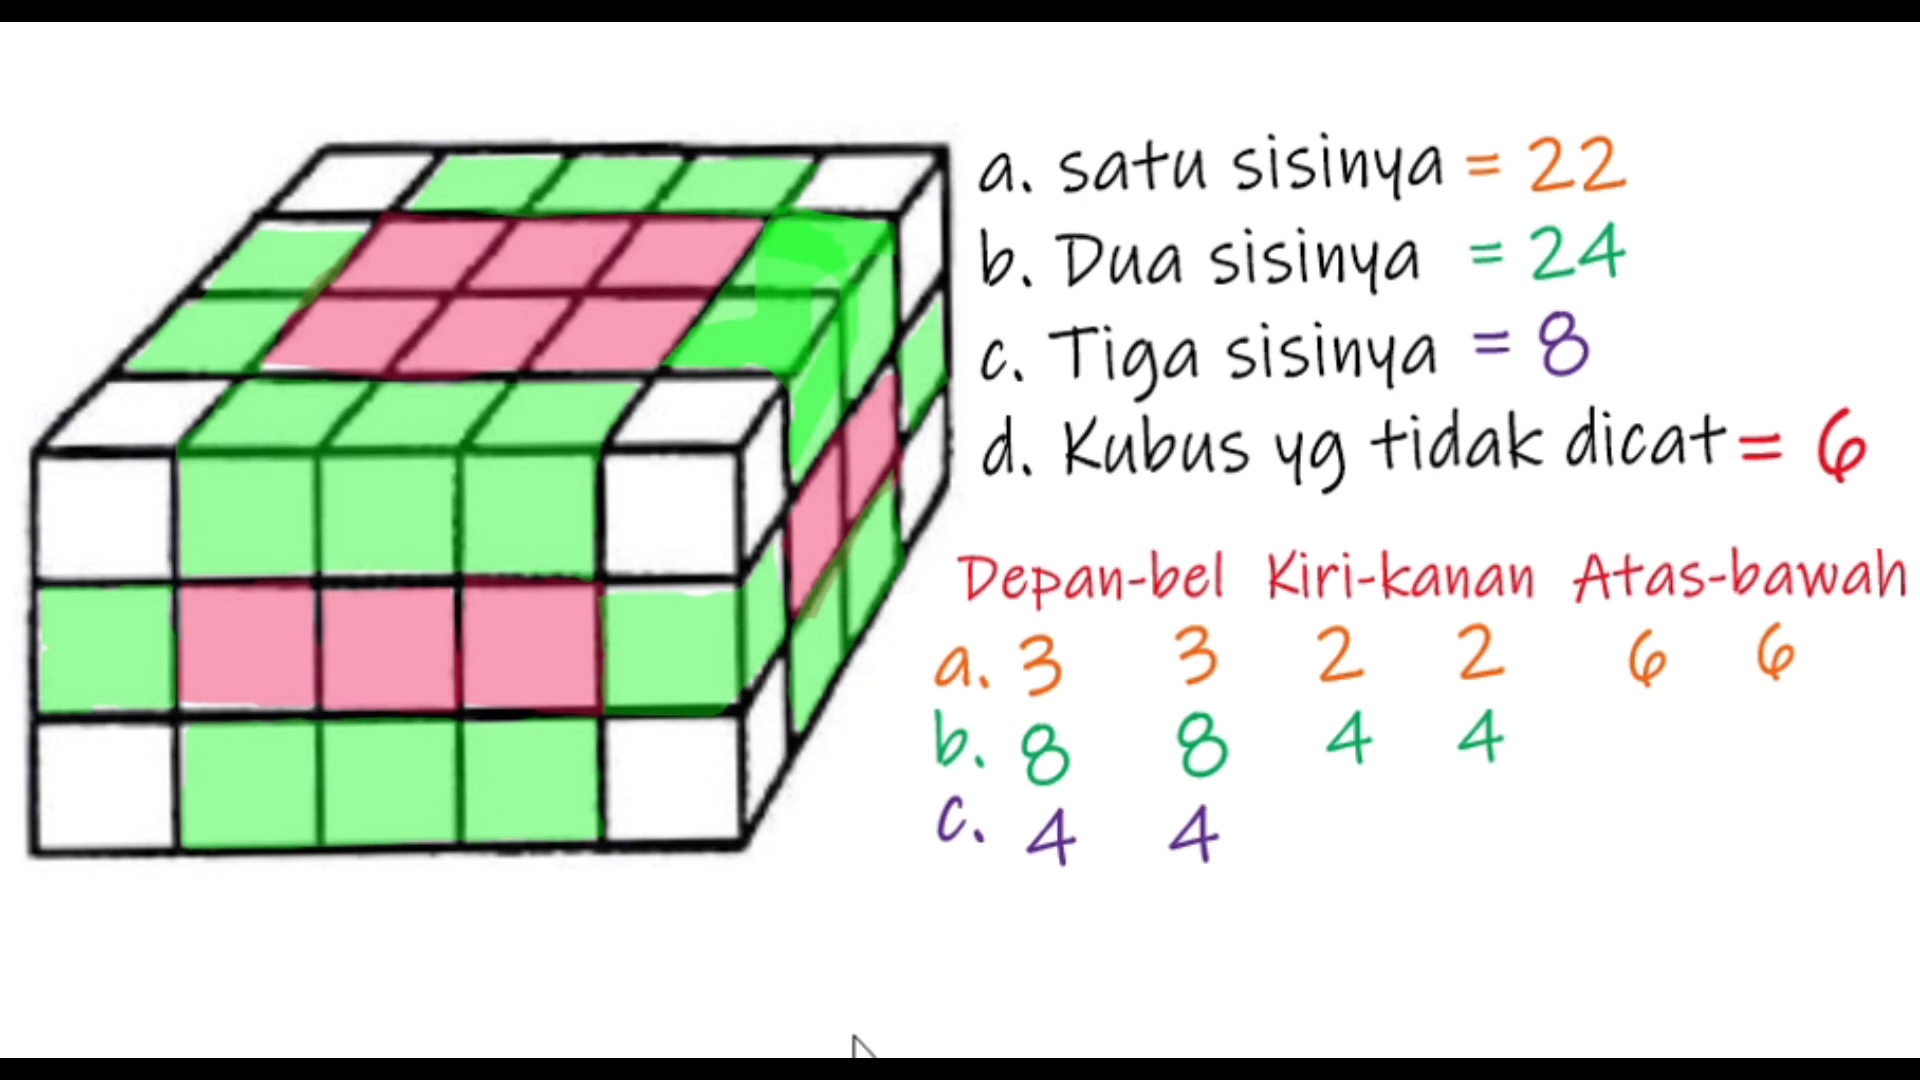 a. satu sisinya = 22
b. Dua sisinya = 24
c. Tiga sisinya = 8
d. Kubus yg tidak dicat = 6
Depan-bel Kiri-kanan Atas-bawah
a. 3 3 2 2 6 6
b. 8 8 4 4
c. 4 4